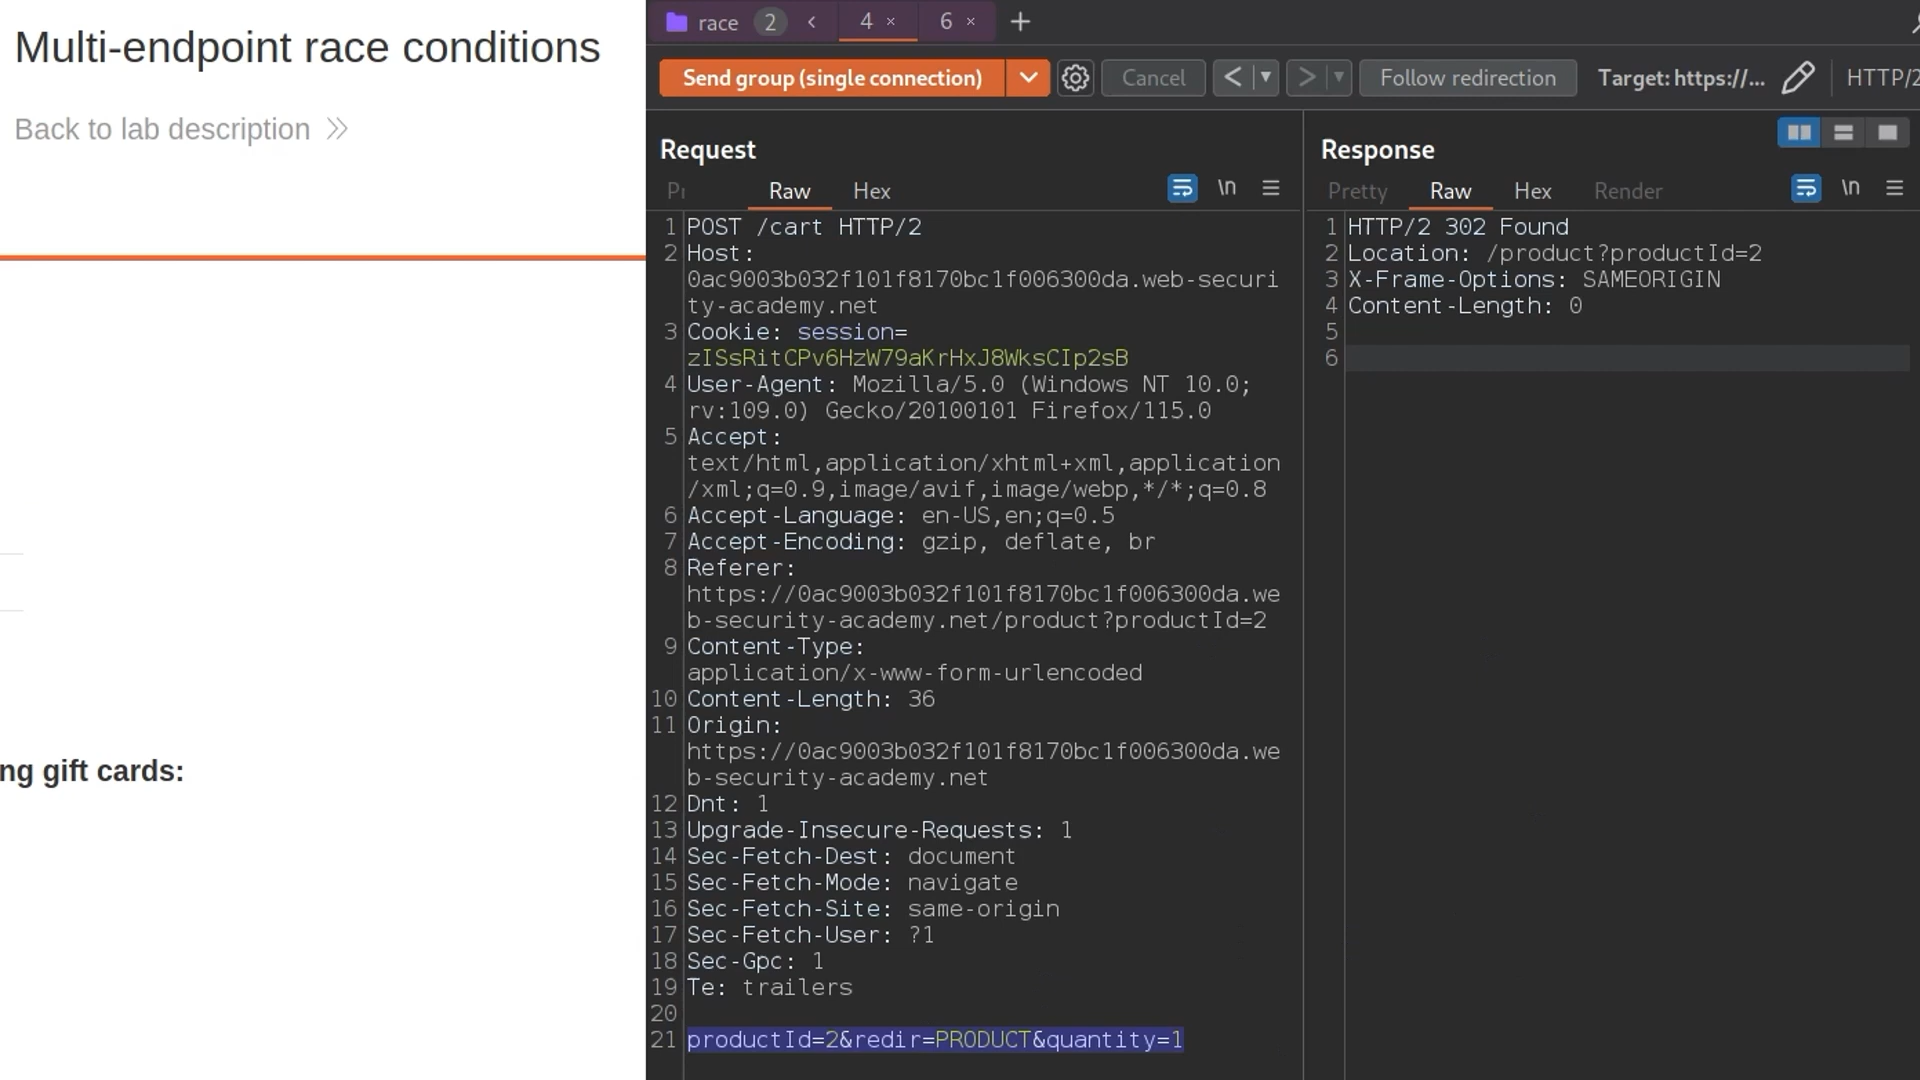 Multi-endpoint race conditions
Back to lab description
ng gift cards:
race 2 < 4 × 6 × +
Send group (single connection) Cancel < > Follow redirection Target: https://... HTTP/2
Request
Pr Raw Hex \n
1 POST /cart HTTP/2
2 Host:
0ac9003b032f101f8170bc1f006300da.web-securi
ty-academy.net
3 Cookie: session=
zISsRitCPv6HzW79aKrHxJ8WksCIp2sB
4 User-Agent: Mozilla/5.0 (Windows NT 10.0;
rv:109.0) Gecko/20100101 Firefox/115.0
5 Accept:
text/html,application/xhtml+xml,application
/xml;q=0.9,image/avif,image/webp,*/*;q=0.8
6 Accept-Language: en-US,en;q=0.5
7 Accept-Encoding: gzip, deflate, br
8 Referer:
https://0ac9003b032f101f8170bc1f006300da.we
b-security-academy.net/product?productId=2
9 Content-Type:
application/x-www-form-urlencoded
10 Content-Length: 36
11 Origin:
https://0ac9003b032f101f8170bc1f006300da.we
b-security-academy.net
12 Dnt: 1
13 Upgrade-Insecure-Requests: 1
14 Sec-Fetch-Dest: document
15 Sec-Fetch-Mode: navigate
16 Sec-Fetch-Site: same-origin
17 Sec-Fetch-User: ?1
18 Sec-Gpc: 1
19 Te: trailers
20
21 productId=2&redir=PRODUCT&quantity=1
Response
Pretty Raw Hex Render \n
1 HTTP/2 302 Found
2 Location: /product?productId=2
3 X-Frame-Options: SAMEORIGIN
4 Content-Length: 0
5
6